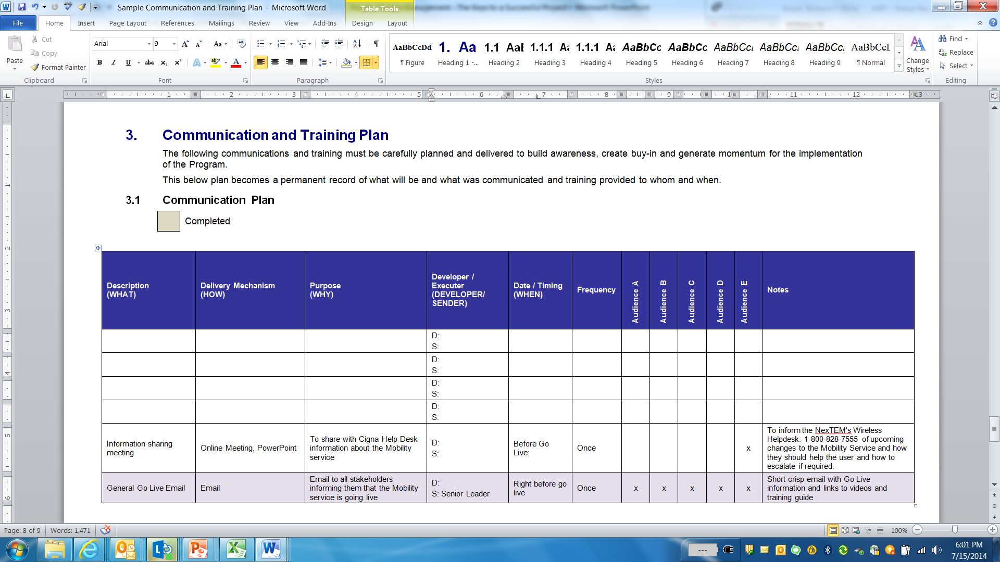 Sample Communication and Training Plan - Microsoft Word
Table Tools
File Home Insert Page Layout References Mailings Review View Add-Ins Design Layout
Paste
Cut
Copy
Format Painter
Clipboard
Arial 9
Font
Paragraph
AaBbCcDd 1. Aa 1.1 AaB 1.1.1 Aa 1.1.1 Aa AaBbCc AaBbCc AaBbCcI AaBbCcI AaBbCcI AaBbCcI
¶ Figure Heading 1 -... Heading 2 Heading 3 Heading 4 Heading 5 Heading 6 Heading 7 Heading 8 Heading 9 ¶ Normal
Styles
Change
Styles
Find
Replace
Select
Editing
3. Communication and Training Plan
The following communications and training must be carefully planned and delivered to build awareness, create buy-in and generate momentum for the implementation
of the Program.
This below plan becomes a permanent record of what will be and what was communicated and training provided to whom and when.
3.1 Communication Plan
Completed
Description
(WHAT)
Delivery Mechanism
(HOW)
Purpose
(WHY)
Developer /
Executer
(DEVELOPER/
SENDER)
Date / Timing
(WHEN)
Frequency
Audience A
Audience B
Audience C
Audience D
Audience E
Notes
D:
S:
D:
S:
D:
S:
D:
S:
Information sharing
meeting
Online Meeting, PowerPoint
To share with Cigna Help Desk
information about the Mobility
service
D:
S:
Before Go
Live:
Once
x
To inform the NexTEM's Wireless
Helpdesk: 1-800-828-7555 of upcoming
changes to the Mobility Service and how
they should help the user and how to
escalate if required.
General Go Live Email
Email
Email to all stakeholders
informing them that the Mobility
service is going live
D:
S: Senior Leader
Right before go
live
Once
x x x x x
Short crisp email with Go Live
information and links to videos and
training guide
Page: 8 of 9 Words: 1,471
100%
6:01 PM
7/15/2014